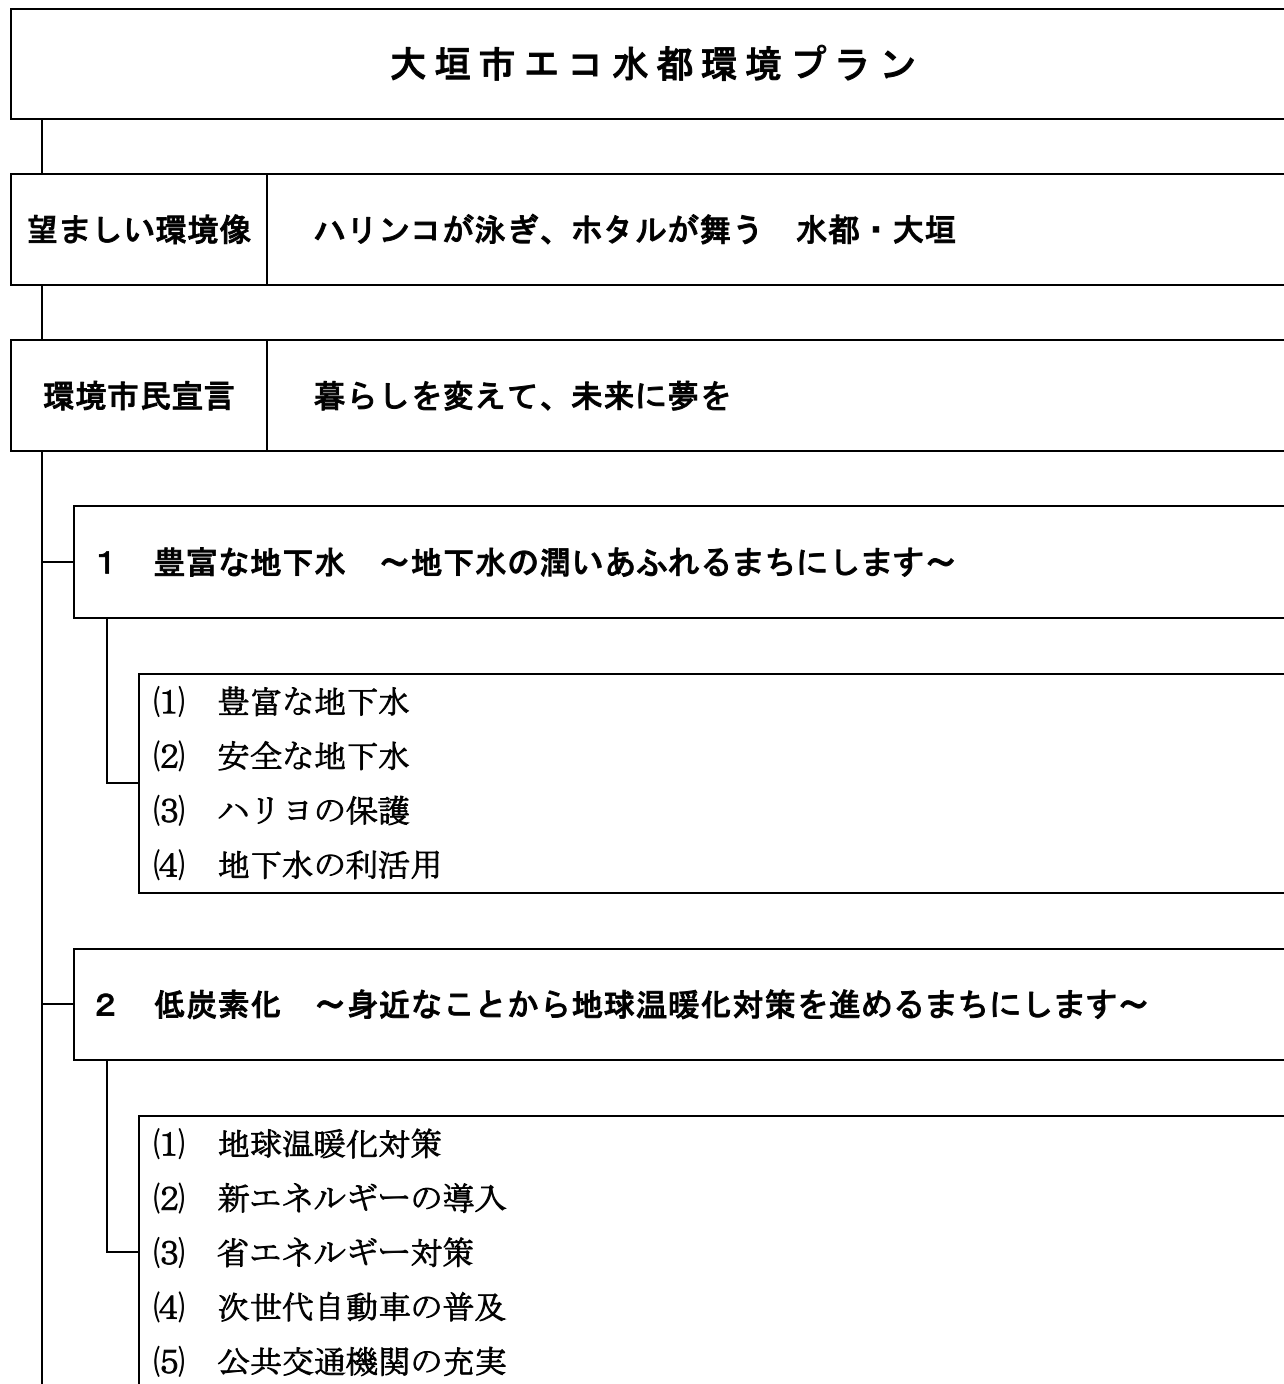 大垣市エコ水都環境プラン
望ましい環境像　ハリンコが泳ぎ、ホタルが舞う　水都・大垣
環境市民宣言　暮らしを変えて、未来に夢を
１　豊富な地下水　～地下水の潤いあふれるまちにします～
⑴　豊富な地下水
⑵　安全な地下水
⑶　ハリヨの保護
⑷　地下水の利活用
２　低炭素化　～身近なことから地球温暖化対策を進めるまちにします～
⑴　地球温暖化対策
⑵　新エネルギーの導入
⑶　省エネルギー対策
⑷　次世代自動車の普及
⑸　公共交通機関の充実